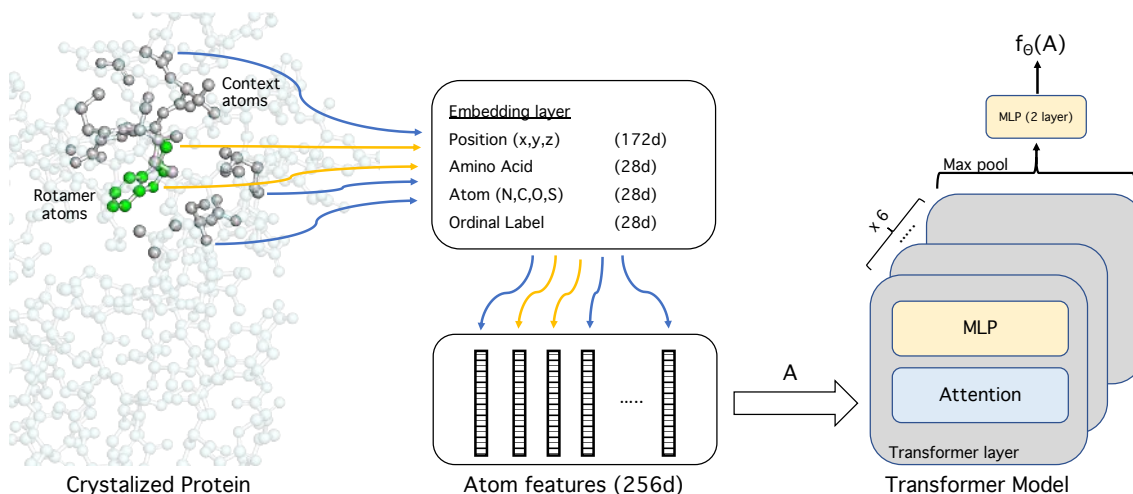 Context
atoms
Rotamer
atoms
Crystalized Protein
Embedding layer
Position (x,y,z) (172d)
Amino Acid (28d)
Atom (N,C,O,S) (28d)
Ordinal Label (28d)
.....
Atom features (256d)
A
fΘ(A)
MLP (2 layer)
Max pool
x 6
.....
MLP
Attention
Transformer layer
Transformer Model